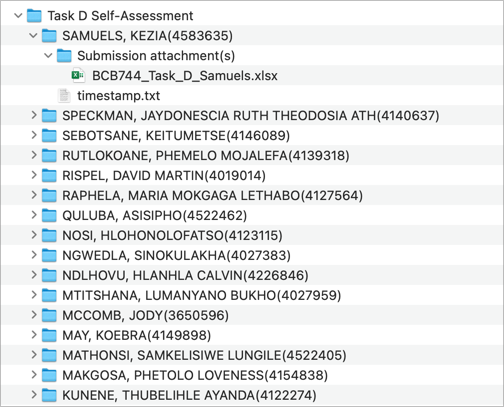 Task D Self-Assessment
SAMUELS, KEZIA(4583635)
Submission attachment(s)
BCB744_Task_D_Samuels.xlsx
timestamp.txt
SPECKMAN, JAYDONESCIA RUTH THEODOSIA ATH(4140637)
SEBOTSANE, KEITUMETSE(4146089)
RUTLOKOANE, PHEMELO MOJALEFA(4139318)
RISPEL, DAVID MARTIN(4019014)
RAPHELA, MARIA MOKGAGA LETHABO(4127564)
QULUBA, ASISIPHO(4522462)
NOSI, HLOHONOLOFATSO(4123115)
NGWEDLA, SINOKULAKHA(4027383)
NDLHOVU, HLANHLA CALVIN(4226846)
MTITSHANA, LUMANYANO BUKHO(4027959)
MCCOMB, JODY(3650596)
MAY, KOEBRA(4149898)
MATHONSI, SAMKELISIWE LUNGILE(4522405)
MAKGOSA, PHETOLO LOVENESS(4154838)
KUNENE, THUBELIHLE AYANDA(4122274)